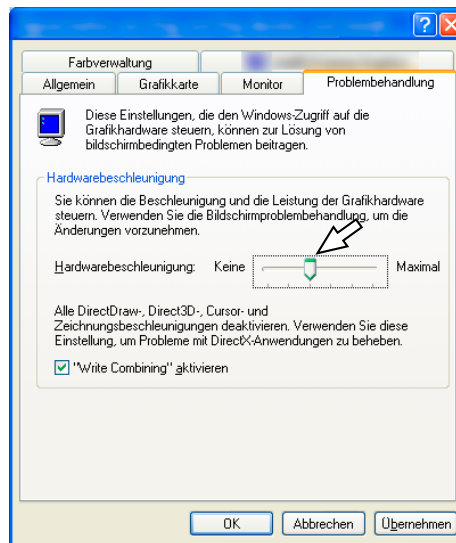 Farbverwaltung
Allgemein Grafikkarte Monitor Problembehandlung
Diese Einstellungen, die den Windows-Zugriff auf die
Grafikhardware steuern, können zur Lösung von
bildschirmbedingten Problemen beitragen.
Hardwarebeschleunigung
Sie können die Beschleunigung und die Leistung der Grafikhardware
steuern. Verwenden Sie die Bildschirmproblembehandlung, um die
Änderungen vorzunehmen.
Hardwarebeschleunigung: Keine Maximal
Alle DirectDraw-, Direct3D-, Cursor- und
Zeichnungsbeschleunigungen deaktivieren. Verwenden Sie diese
Einstellung, um Probleme mit DirectX-Anwendungen zu beheben.
"Write Combining" aktivieren
OK Abbrechen Übernehmen